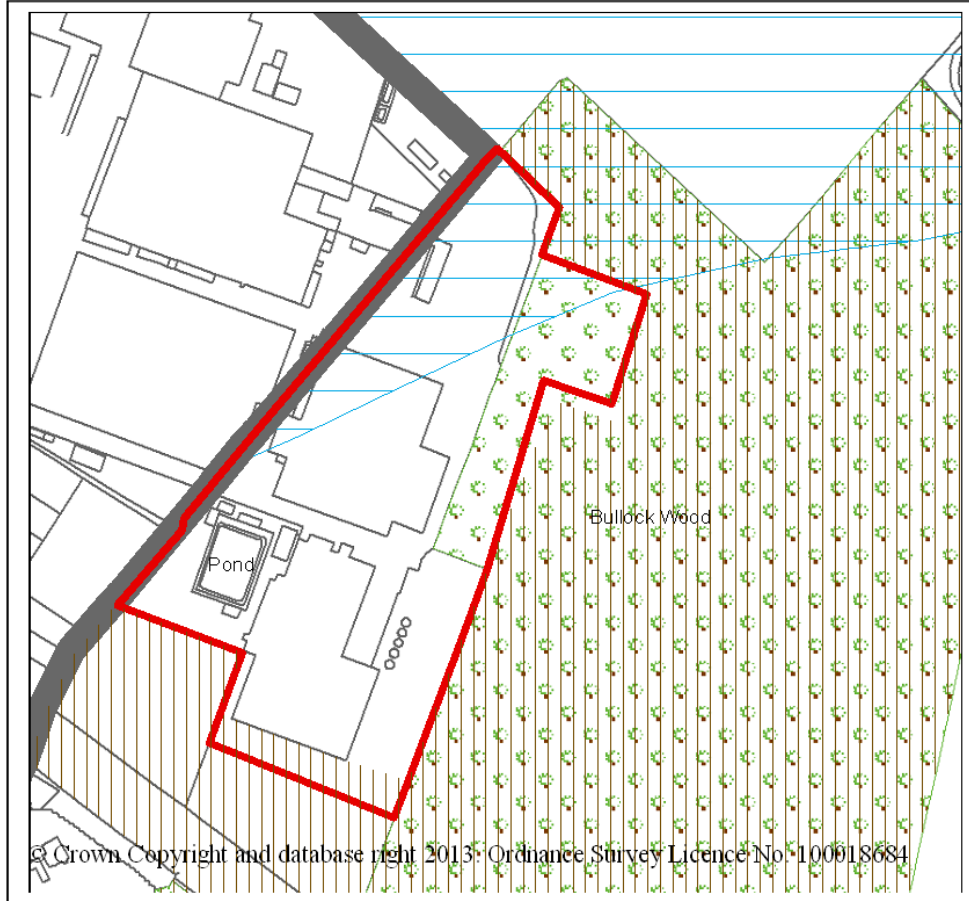 Bullock Wood
Pond
© Crown Copyright and database right 2013. Ordnance Survey Licence No. 100018684